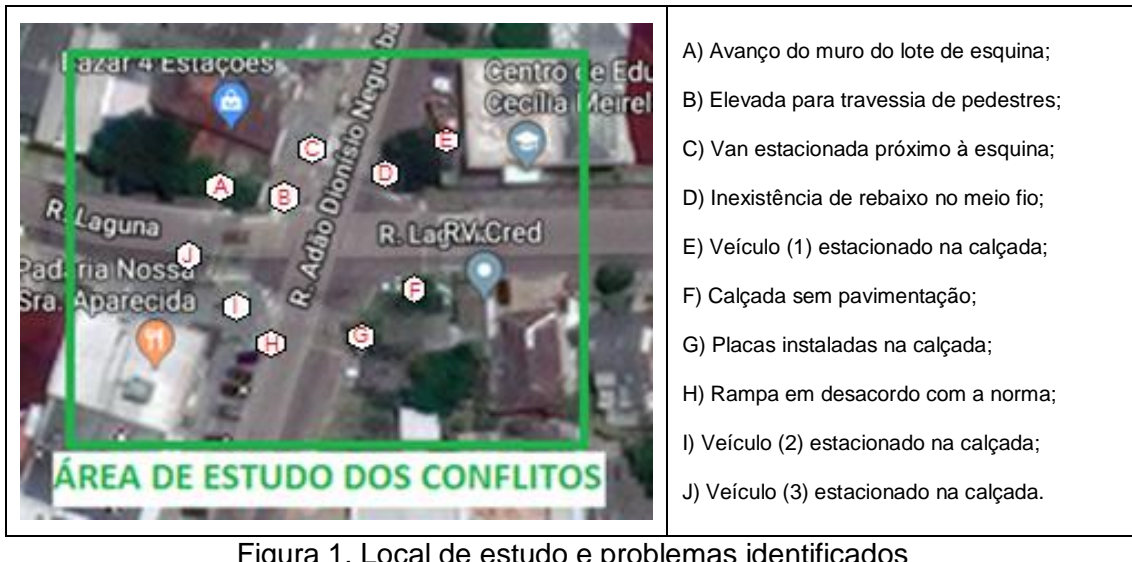 Bazar 4 Estações
Centro de Edu
Cecília Meirel
R. Adão Dionísio Negueba
E
C
D
A
B
R. Laguna
R. Lag
RV Cred
J
Padaria Nossa
Sra. Aparecida
F
I
G
H
ÁREA DE ESTUDO DOS CONFLITOS
A) Avanço do muro do lote de esquina;
B) Elevada para travessia de pedestres;
C) Van estacionada próximo à esquina;
D) Inexistência de rebaixo no meio fio;
E) Veículo (1) estacionado na calçada;
F) Calçada sem pavimentação;
G) Placas instaladas na calçada;
H) Rampa em desacordo com a norma;
I) Veículo (2) estacionado na calçada;
J) Veículo (3) estacionado na calçada.
Figura 1. Local de estudo e problemas identificados